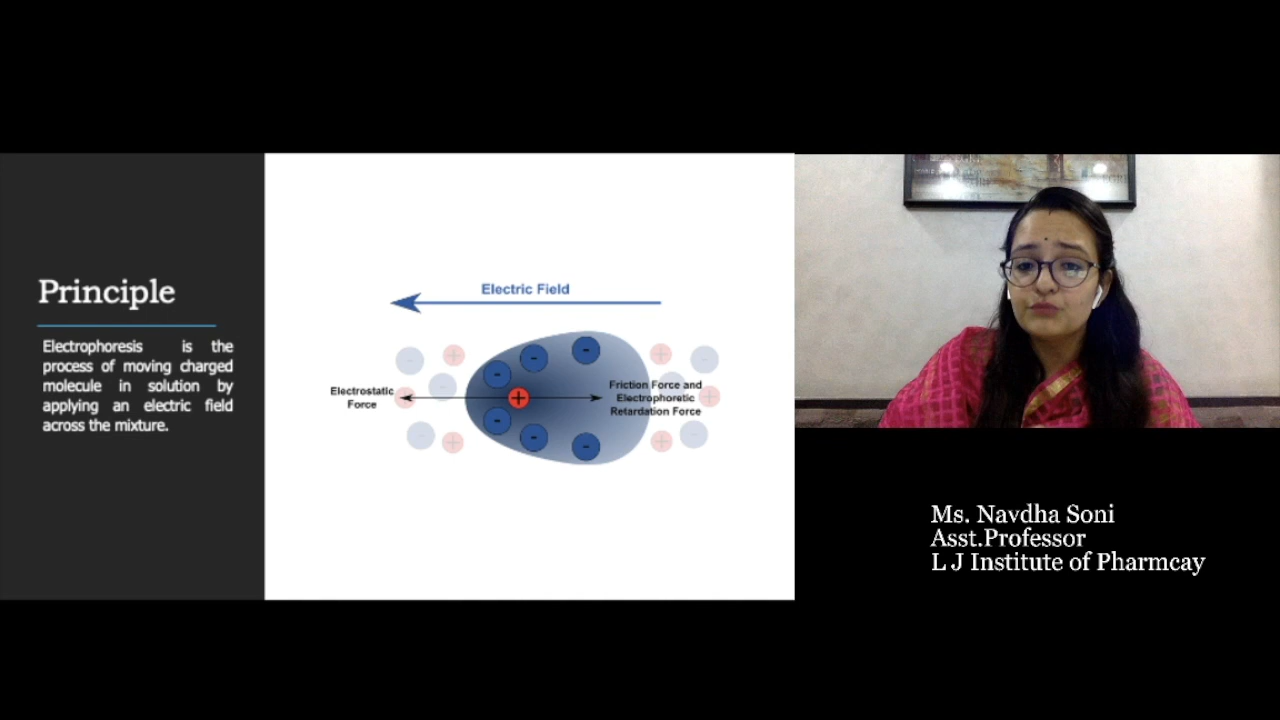 Principle
Electrophoresis is the
process of moving charged
molecule in solution by
applying an electric field
across the mixture.
Electric Field
Electrostatic
Force
Friction Force and
Electrophoretic
Retardation Force
Ms. Navdha Soni
Asst.Professor
L J Institute of Pharmcay